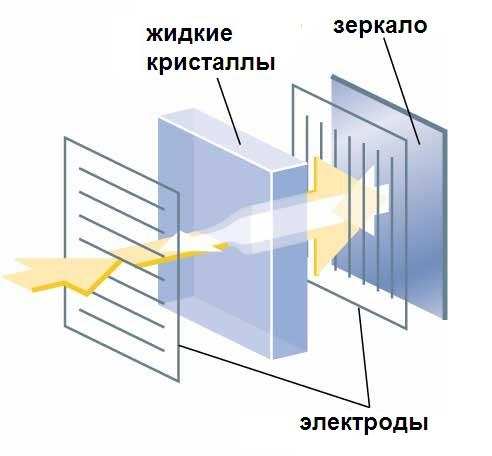 жидкие
кристаллы
зеркало
электроды